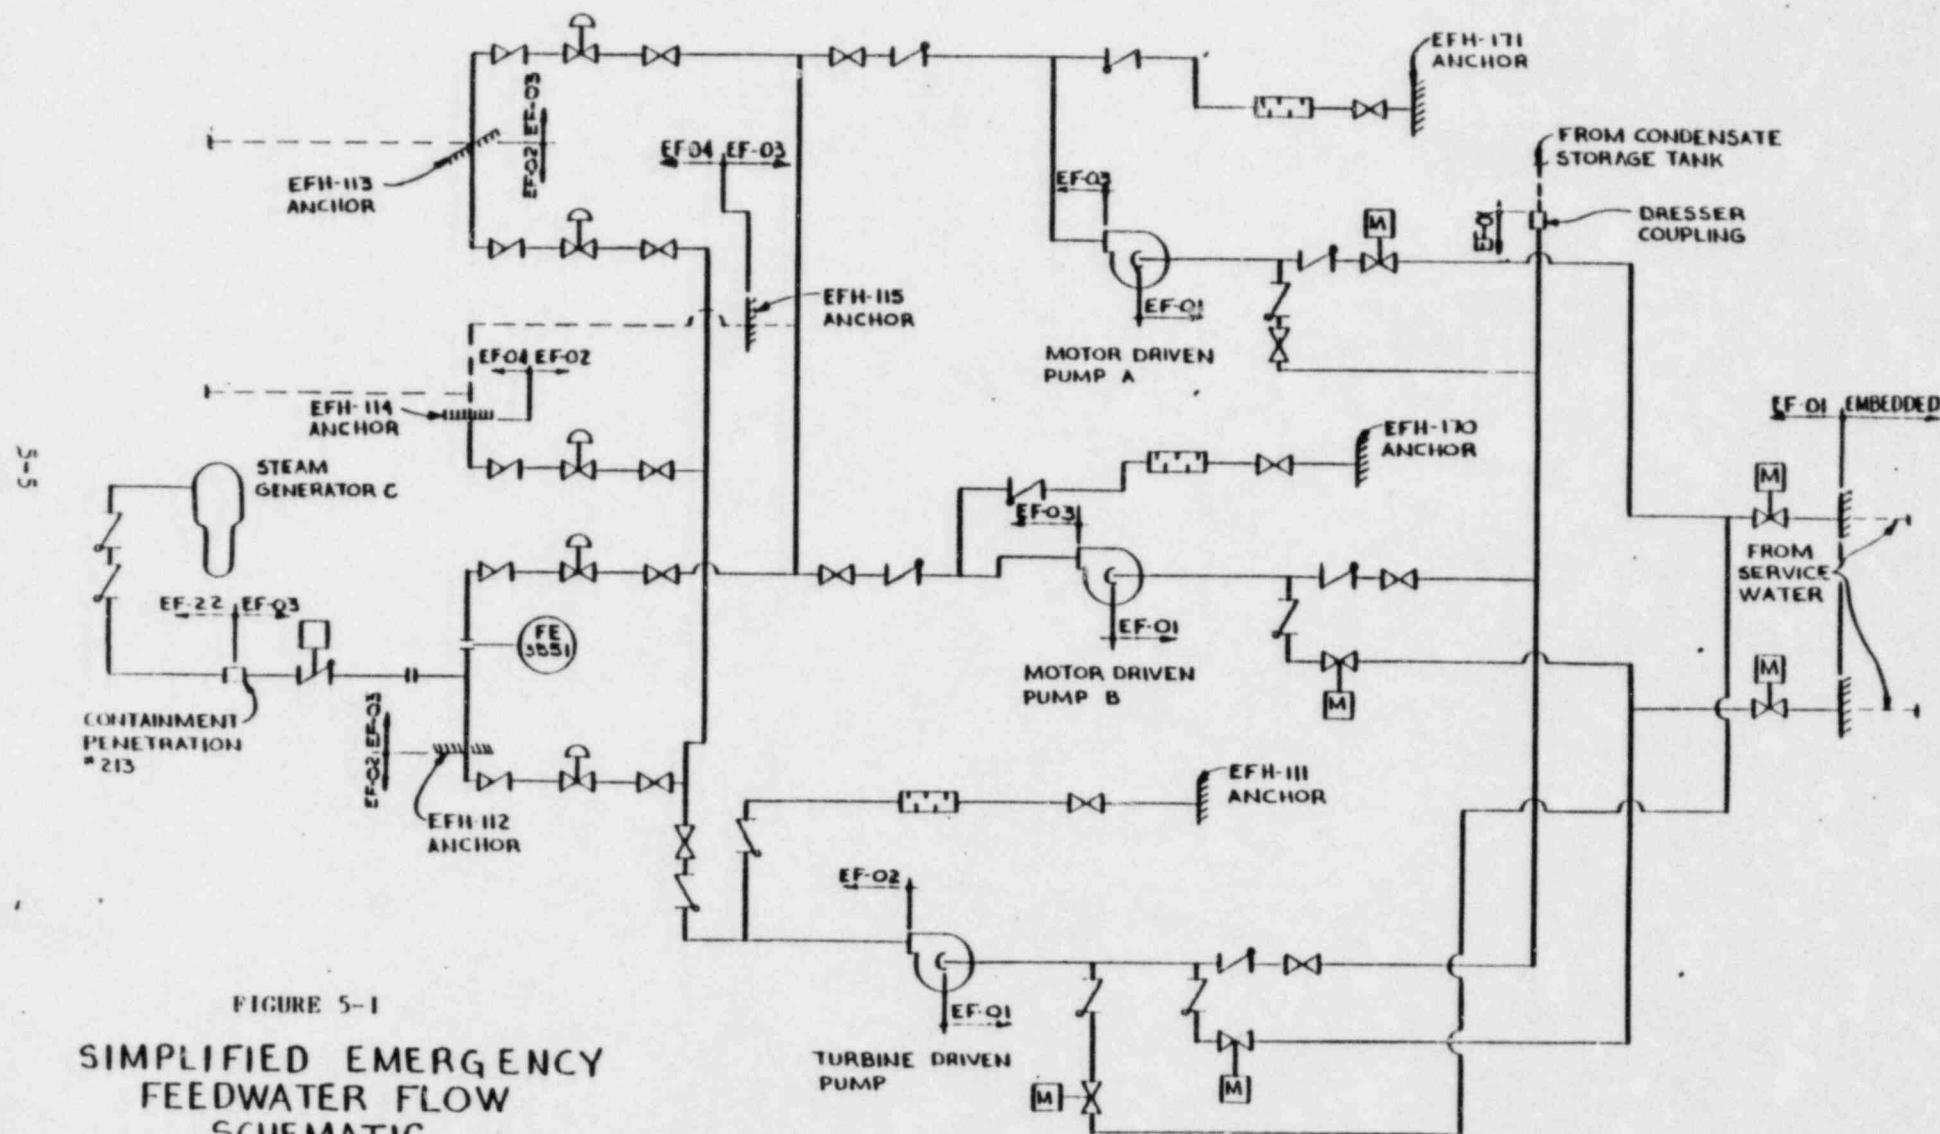 EFH-171
ANCHOR
EF-02 EF-03
FROM CONDENSATE
STORAGE TANK
EF-04 EF-03
EFH-113
ANCHOR
EF-03
M
EF-01
DRESSER
COUPLING
EFH-115
ANCHOR
EF-01
EF-04 EF-02
MOTOR DRIVEN
PUMP A
EFH-114
ANCHOR
EF-01 EMBEDDED
EFH-170
ANCHOR
5-5
STEAM
GENERATOR C
M
EF-03
FROM
SERVICE
WATER
EF-22 EF-03
FE
3551
EF-01
MOTOR DRIVEN
PUMP B
M
M
CONTAINMENT
PENETRATION
#213
EF-02 EF-03
EFH-111
ANCHOR
EFH-112
ANCHOR
EF-02
EF-01
TURBINE DRIVEN
PUMP
M
M
FIGURE 5-1
SIMPLIFIED EMERGENCY
FEEDWATER FLOW
SCHEMATIC